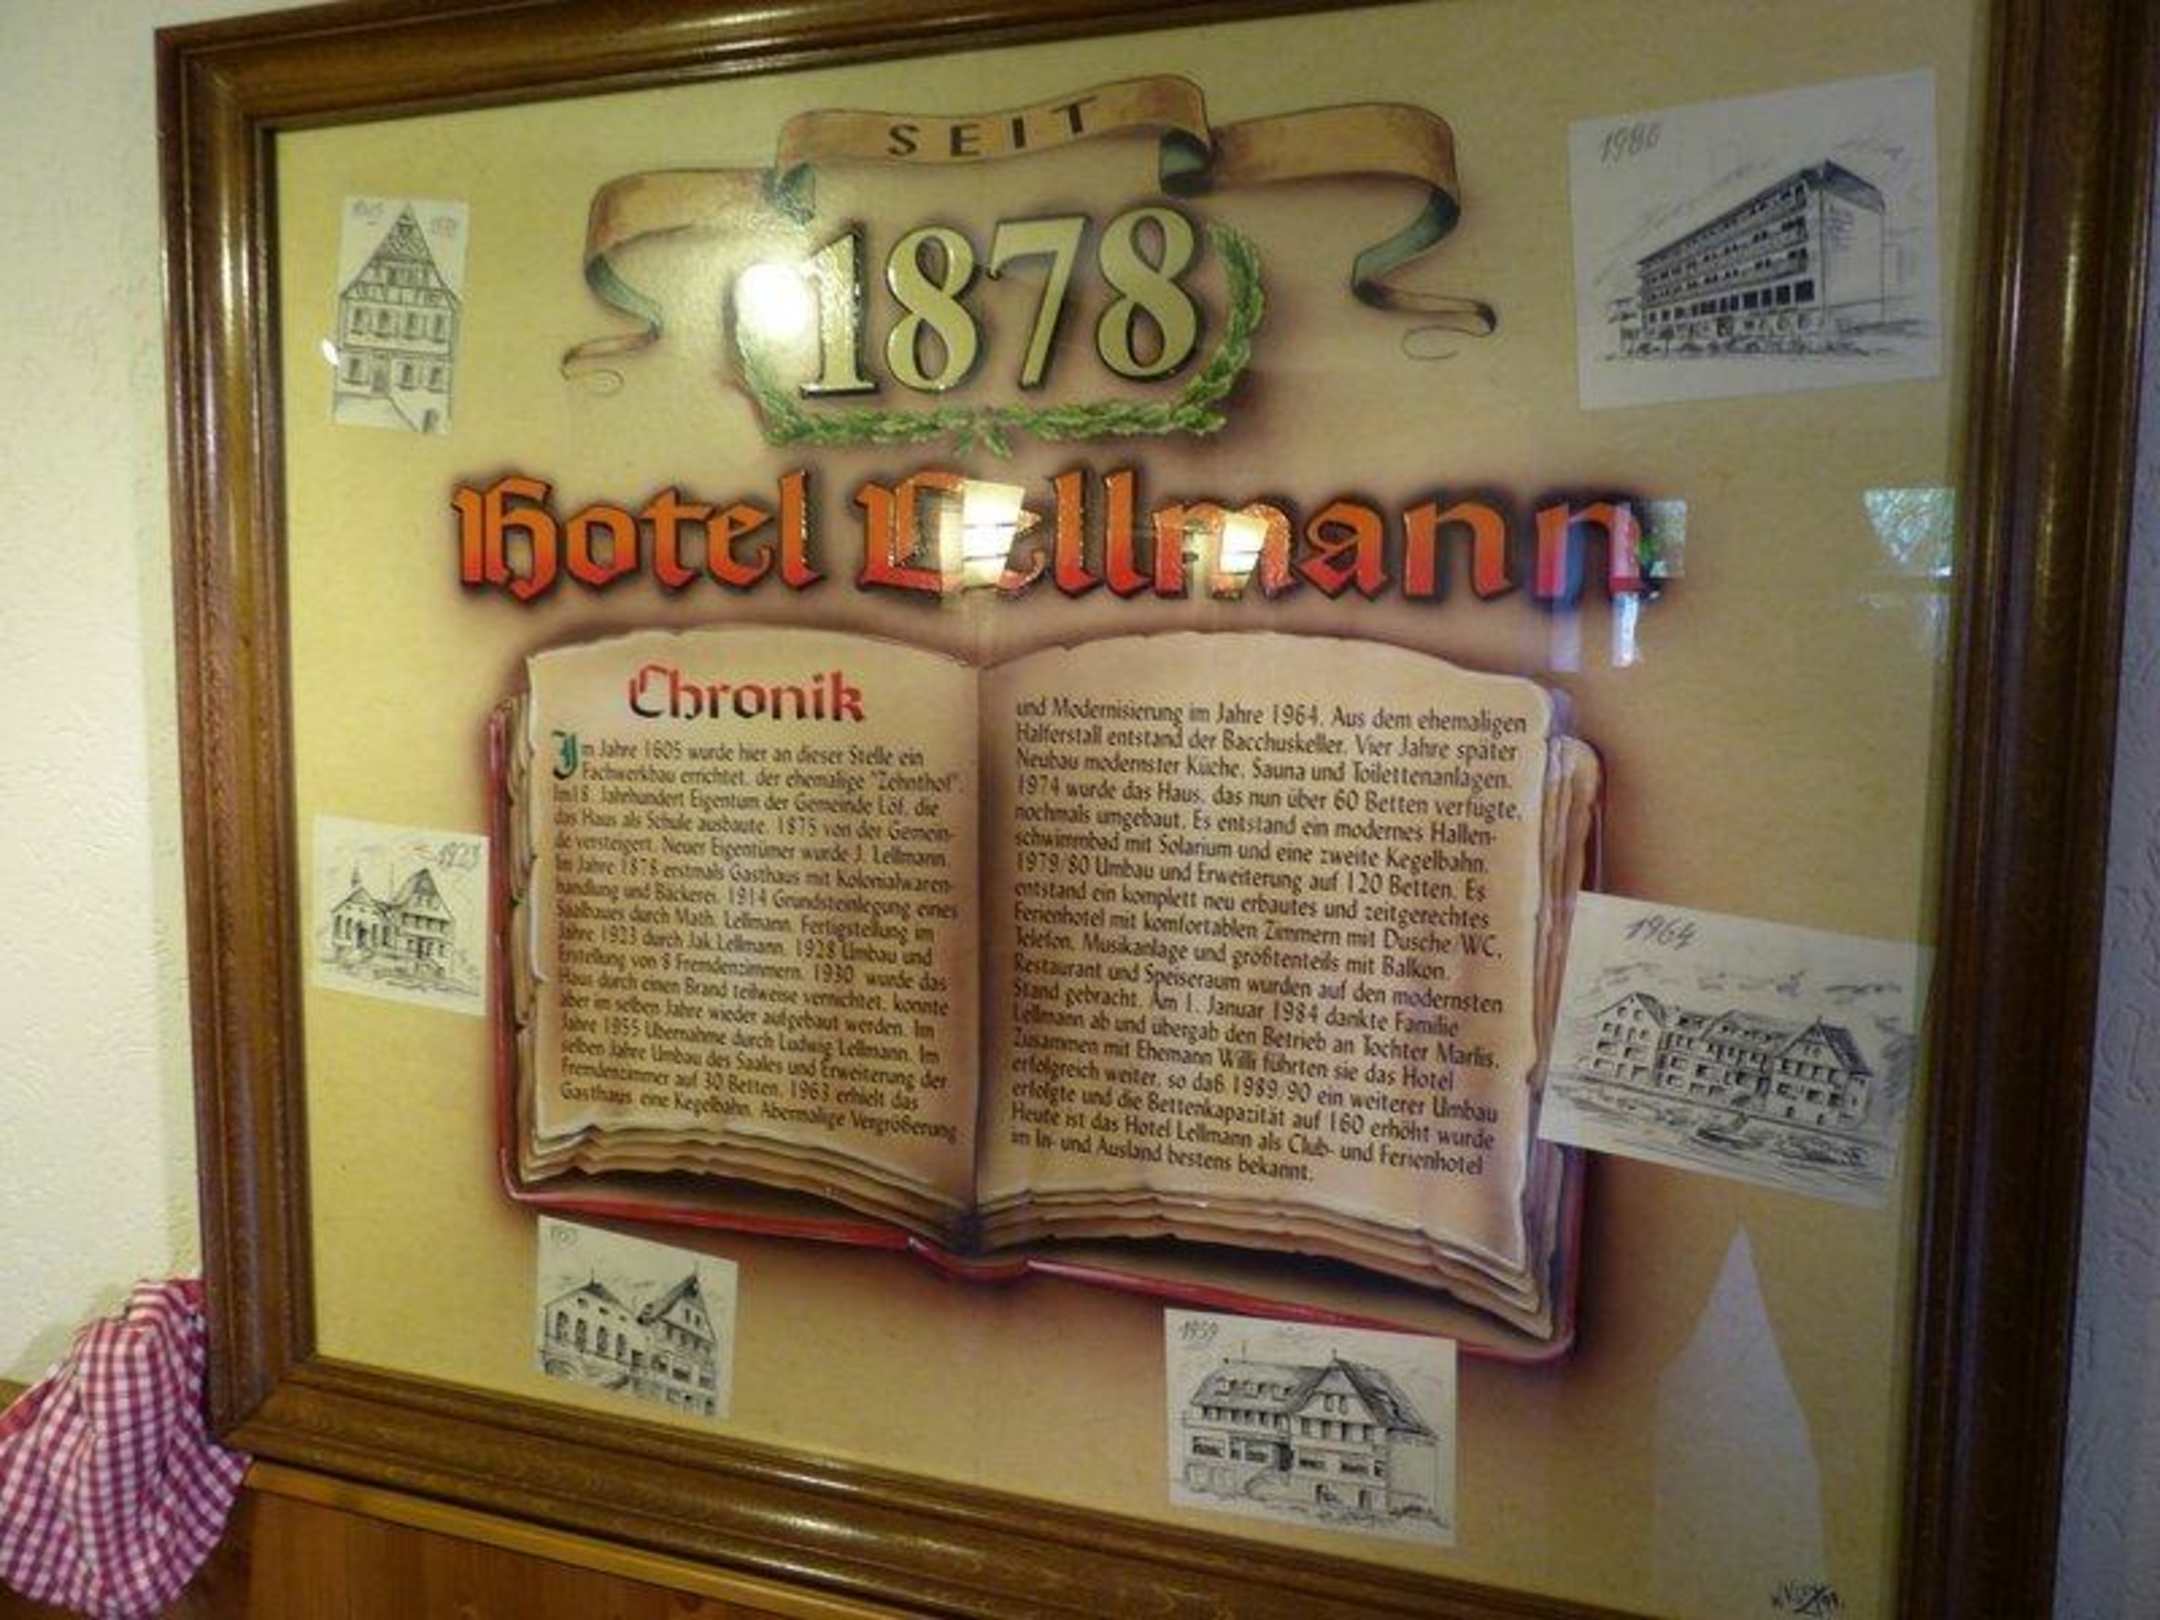 SEIT
1878
Hotel Lellmann
1980
1923
1964
1959
Chronik
Im Jahre 1605 wurde hier an dieser Stelle ein
Fachwerkbau errichtet, der ehemalige "Zehnthof".
Im 18. Jahrhundert Eigentum der Gemeinde Löf, die
das Haus als Schule ausbaute. 1875 von der Gemein-
de versteigert. Neuer Eigentümer wurde J. Lellmann.
Im Jahre 1878 erstmals Gasthaus mit Kolonialwaren-
handlung und Bäckerei. 1914 Grundsteinlegung eines
Saalbaues durch Math. Lellmann. Fertigstellung im
Jahre 1923 durch Jak.Lellmann. 1928 Umbau und
Erstellung von 8 Fremdenzimmern. 1930 wurde das
Haus durch einen Brand teilweise vernichtet, konnte
aber im selben Jahre wieder aufgebaut werden. Im
Jahre 1955 Übernahme durch Ludwig Lellmann. Im
selben Jahre Umbau des Saales und Erweiterung der
Fremdenzimmer auf 30 Betten. 1963 erhielt das
Gasthaus eine Kegelbahn. Abermalige Vergrößerung
und Modernisierung im Jahre 1964. Aus dem ehemaligen
Halferstall entstand der Bacchuskeller. Vier Jahre später
Neubau modernster Küche, Sauna und Toilettenanlagen.
1974 wurde das Haus, das nun über 60 Betten verfügte,
nochmals umgebaut. Es entstand ein modernes Hallen-
schwimmbad mit Solarium und eine zweite Kegelbahn.
1979/80 Umbau und Erweiterung auf 120 Betten. Es
entstand ein komplett neu erbautes und zeitgerechtes
Ferienhotel mit komfortablen Zimmern mit Dusche/WC,
Telefon, Musikanlage und größtenteils mit Balkon.
Restaurant und Speiseraum wurden auf den modernsten
Stand gebracht. Am 1. Januar 1984 dankte Familie
Lellmann ab und übergab den Betrieb an Tochter Marlis.
Zusammen mit Ehemann Willi führten sie das Hotel
erfolgreich weiter, so daß 1989/90 ein weiterer Umbau
erfolgte und die Bettenkapazität auf 160 erhöht wurde
Heute ist das Hotel Lellmann als Club- und Ferienhotel
im In- und Ausland bestens bekannt.